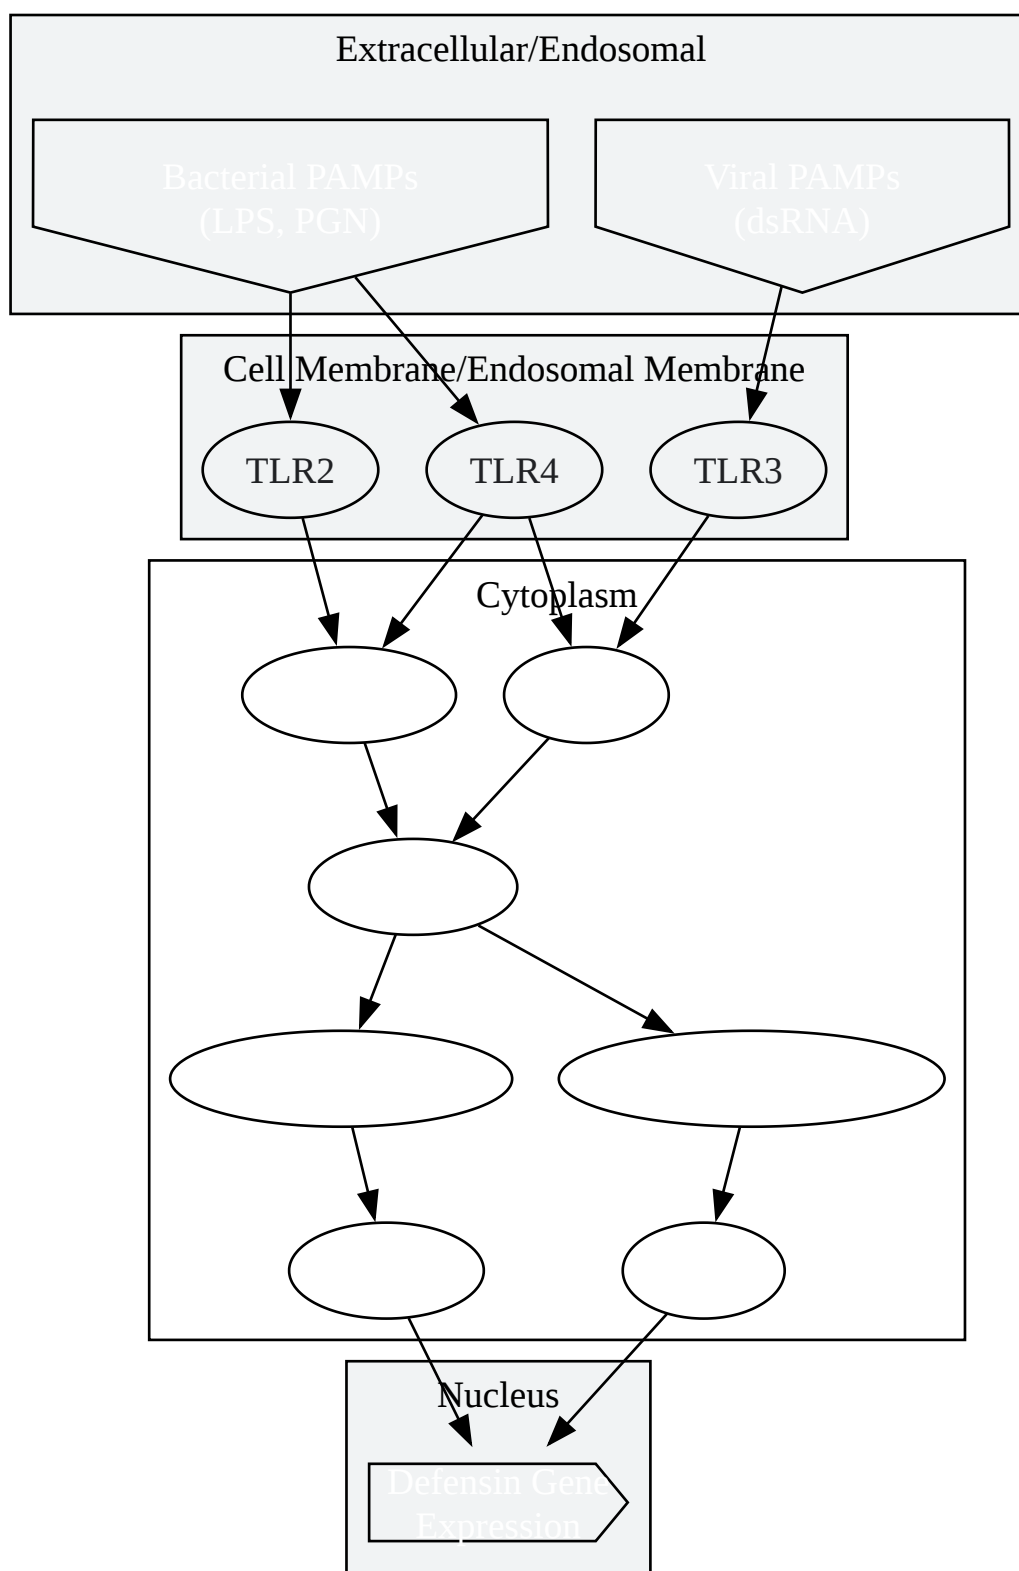 Extracellular/Endosomal
Bacterial PAMPs
(LPS, PGN)
Viral PAMPs
(dsRNA)
Cell Membrane/Endosomal Membrane
TLR2
TLR4
TLR3
Cytoplasm
Nucleus
Defensin Gene
Expression